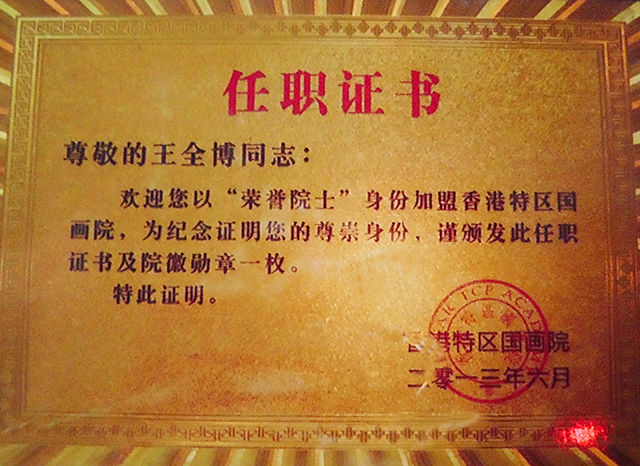 任职证书
尊敬的王全博同志：
欢迎您以“荣誉院士”身份加盟香港特区国
画院，为纪念证明您的尊崇身份，谨颁发此任职
证书及院徽勋章一枚。
特此证明。
香港特区国画院
二零一三年六月